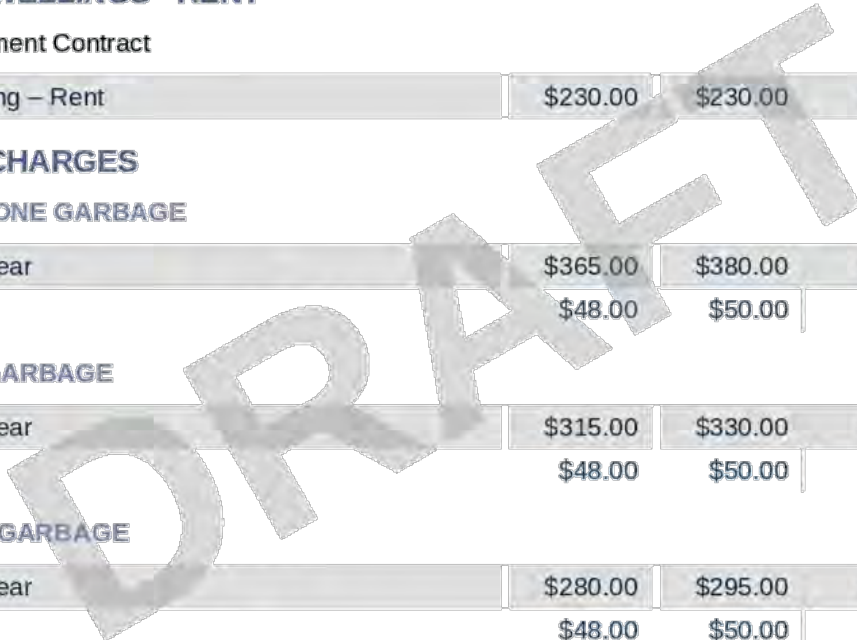 ment Contract
ng – Rent $230.00 $230.00
CHARGES
ONE GARBAGE
ear $365.00 $380.00
$48.00 $50.00
GARBAGE
ear $315.00 $330.00
$48.00 $50.00
GARBAGE
ear $280.00 $295.00
$48.00 $50.00
DRAFT